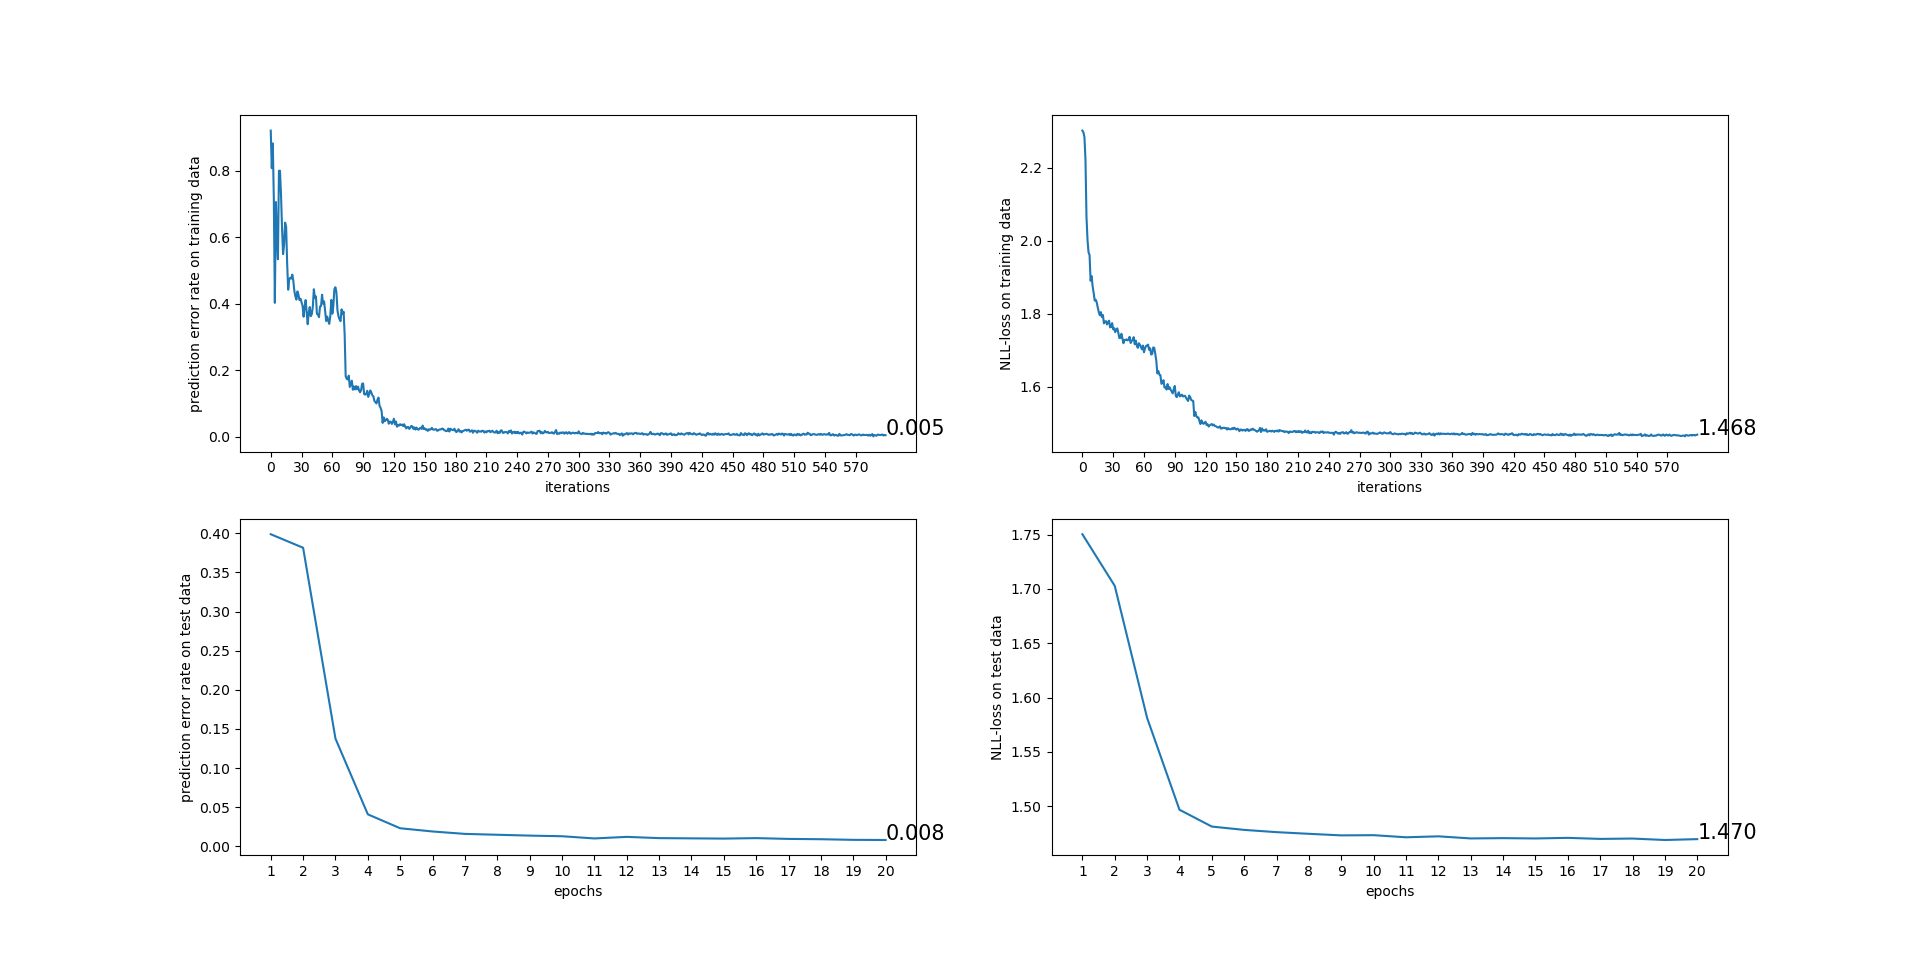 prediction error rate on training data
0.8
0.6
0.4
0.2
0.0
0.005
0 30 60 90 120 150 180 210 240 270 300 330 360 390 420 450 480 510 540 570
iterations
NLL-loss on training data
2.2
2.0
1.8
1.6
1.468
0 30 60 90 120 150 180 210 240 270 300 330 360 390 420 450 480 510 540 570
iterations
prediction error rate on test data
0.40
0.35
0.30
0.25
0.20
0.15
0.10
0.05
0.00
0.008
1 2 3 4 5 6 7 8 9 10 11 12 13 14 15 16 17 18 19 20
epochs
NLL-loss on test data
1.75
1.70
1.65
1.60
1.55
1.50
1.470
1 2 3 4 5 6 7 8 9 10 11 12 13 14 15 16 17 18 19 20
epochs